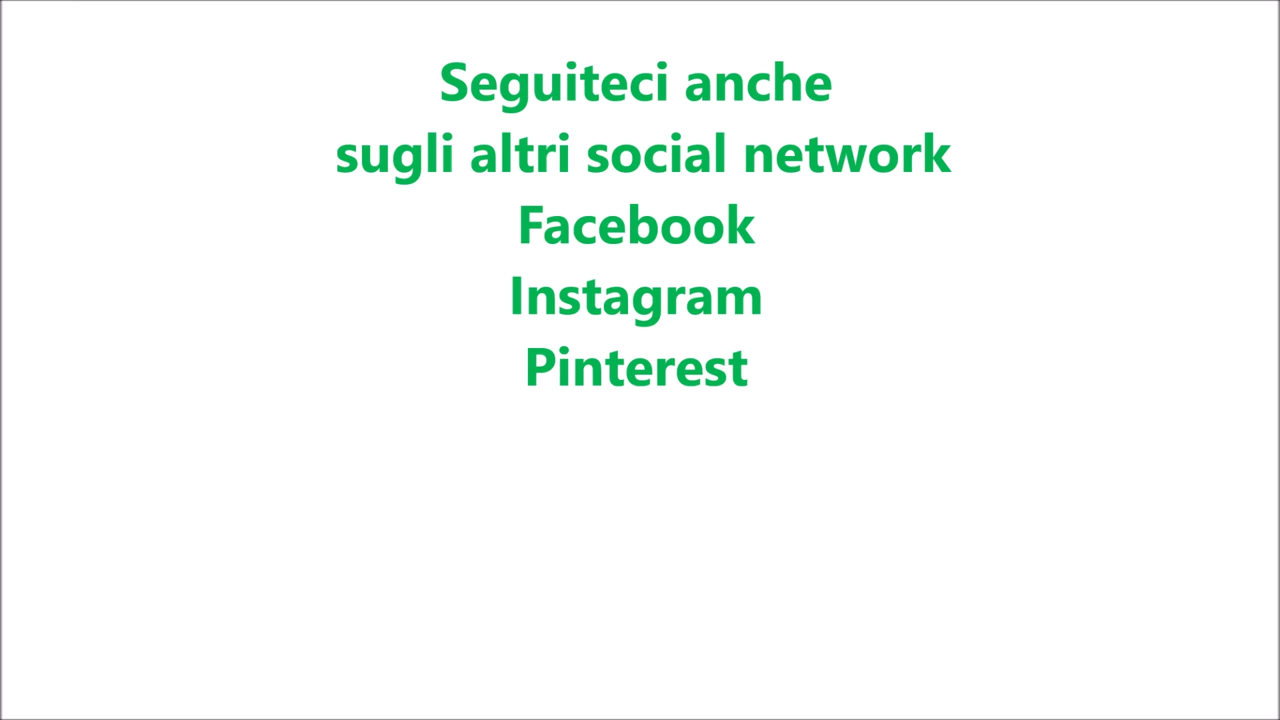 Seguiteci anche
sugli altri social network
Facebook
Instagram
Pinterest